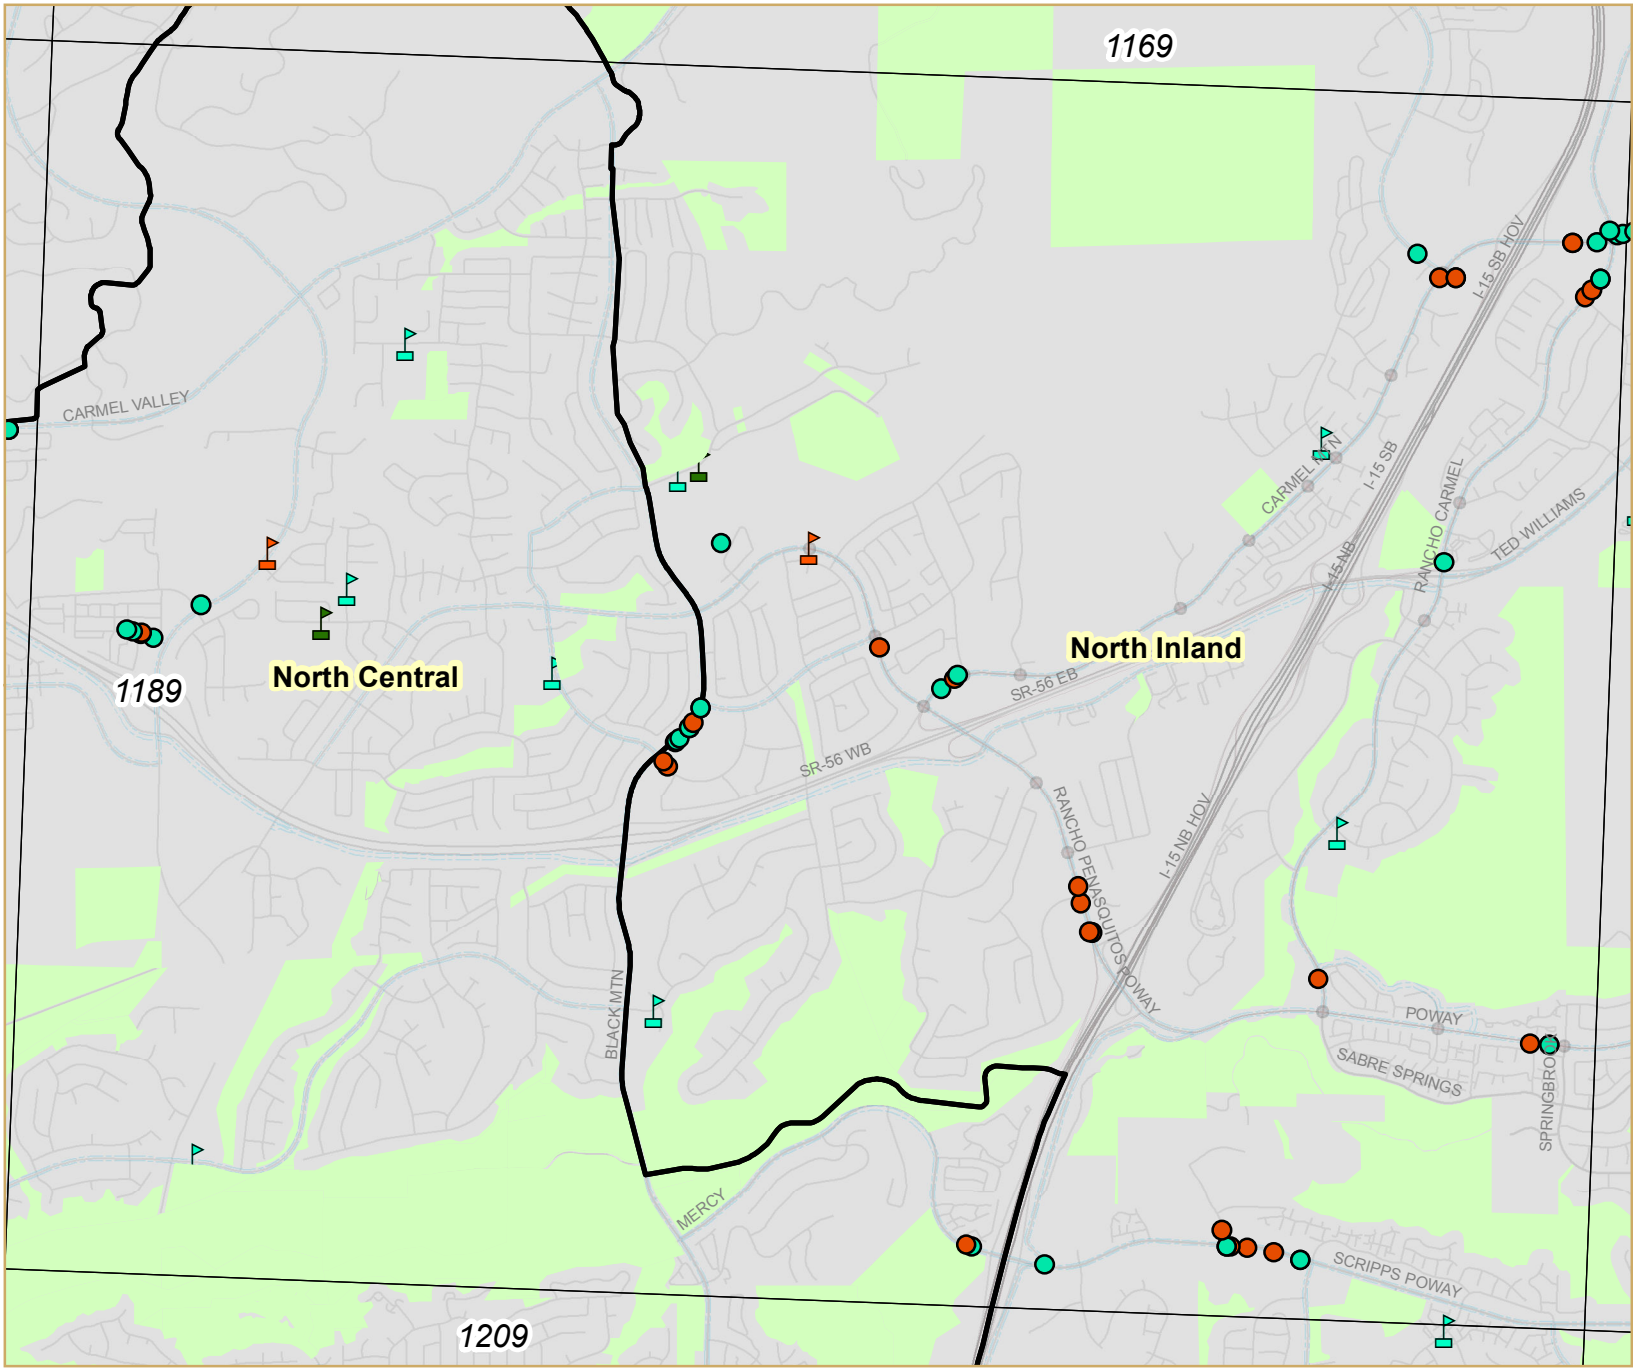 1169
I-15 SB HOV
CARMEL VALLEY
CARMEL MTN
I-15 SB
RANCHO CARMEL
TED WILLIAMS
I-15 NB
North Inland
North Central
1189
SR-56 EB
SR-56 WB
RANCHO PENASQUITOS
POWAY
I-15 NB HOV
BLACK MTN
POWAY
SABRE SPRINGS
SPRINGBROOK
MERCY
SCRIPPS POWAY
1209